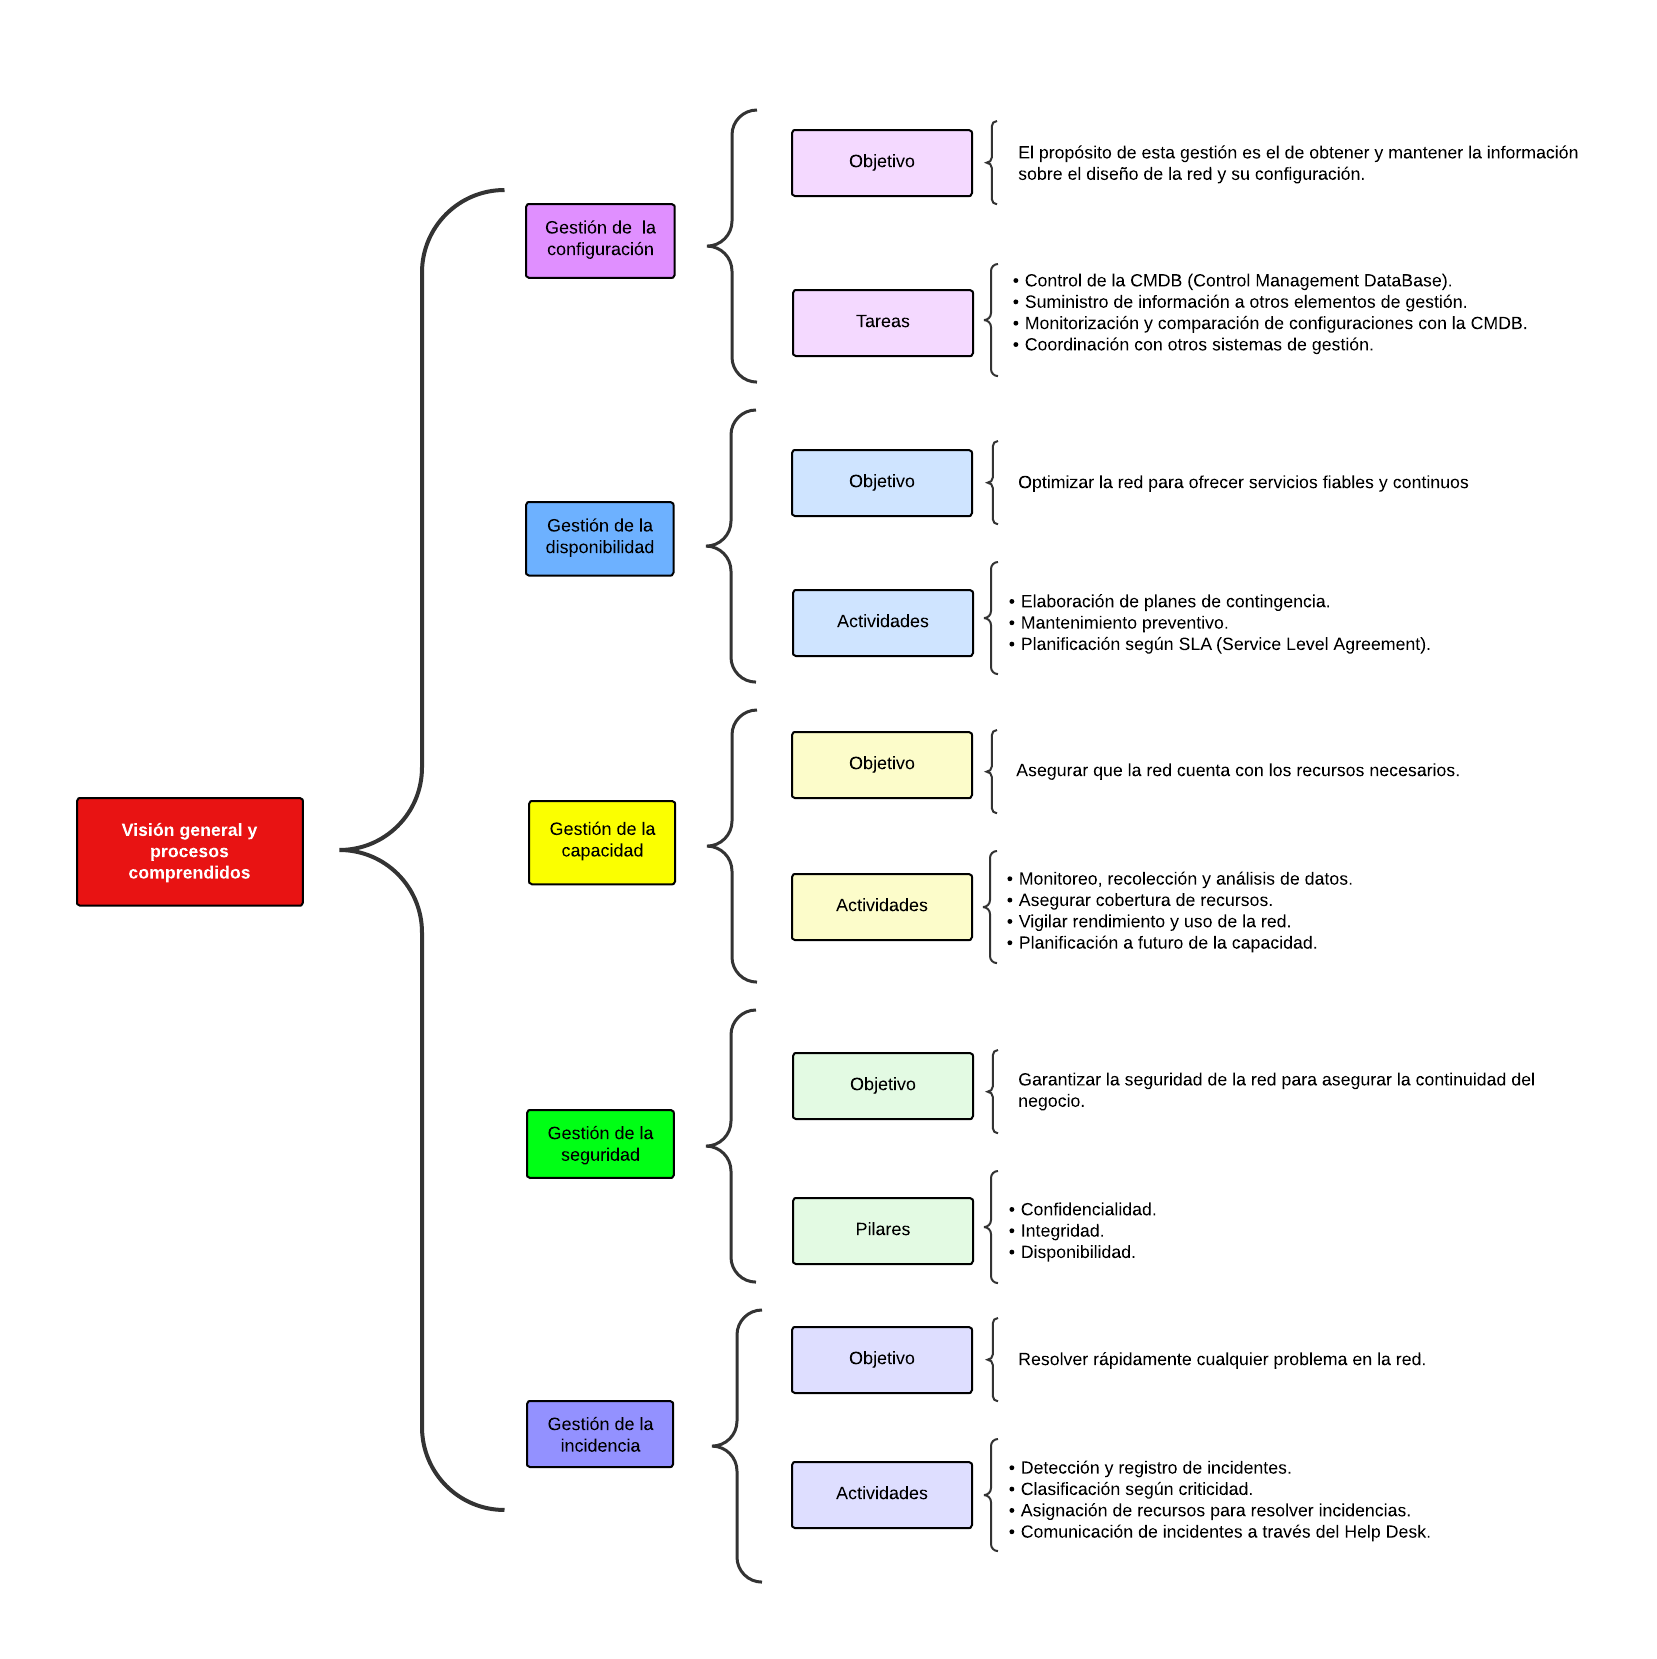 Visión general y
procesos
comprendidos
Gestión de  la
configuración
Objetivo
El propósito de esta gestión es el de obtener y mantener la información
sobre el diseño de la red y su configuración.
Tareas
• Control de la CMDB (Control Management DataBase).
• Suministro de información a otros elementos de gestión.
• Monitorización y comparación de configuraciones con la CMDB.
• Coordinación con otros sistemas de gestión.
Gestión de la
disponibilidad
Objetivo
Optimizar la red para ofrecer servicios fiables y continuos
Actividades
• Elaboración de planes de contingencia.
• Mantenimiento preventivo.
• Planificación según SLA (Service Level Agreement).
Gestión de la
capacidad
Objetivo
Asegurar que la red cuenta con los recursos necesarios.
Actividades
• Monitoreo, recolección y análisis de datos.
• Asegurar cobertura de recursos.
• Vigilar rendimiento y uso de la red.
• Planificación a futuro de la capacidad.
Gestión de la
seguridad
Objetivo
Garantizar la seguridad de la red para asegurar la continuidad del
negocio.
Pilares
• Confidencialidad.
• Integridad.
• Disponibilidad.
Gestión de la
incidencia
Objetivo
Resolver rápidamente cualquier problema en la red.
Actividades
• Detección y registro de incidentes.
• Clasificación según criticidad.
• Asignación de recursos para resolver incidencias.
• Comunicación de incidentes a través del Help Desk.